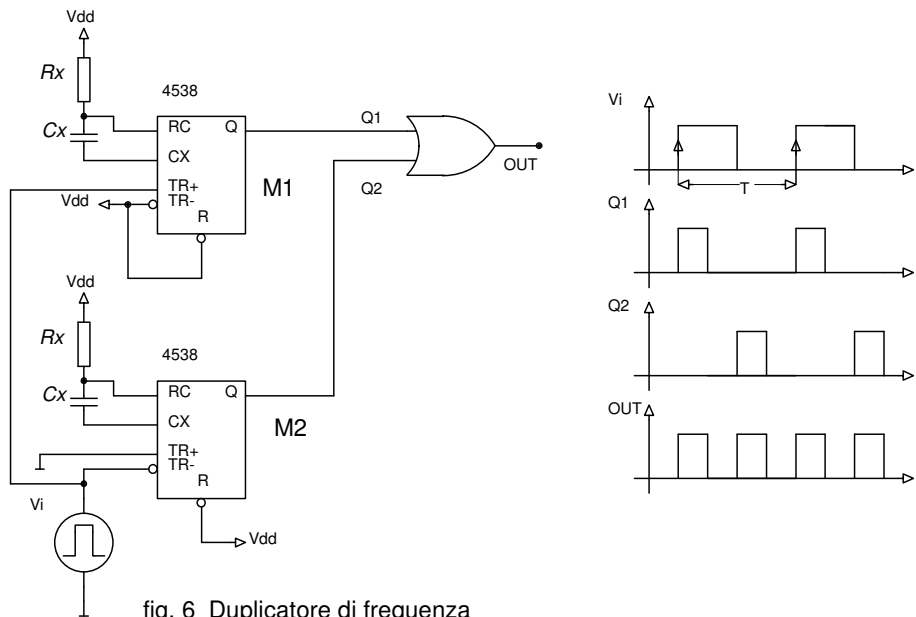 Vdd
Rx
4538
Cx
RC
Q
Q1
CX
OUT
M1
TR+
Q2
Vdd
TR-
R
Vdd
Rx
4538
Cx
RC
Q
CX
M2
TR+
TR-
R
Vi
Vdd
fig. 6 Duplicatore di frequenza
Vi
T
Q1
Q2
OUT